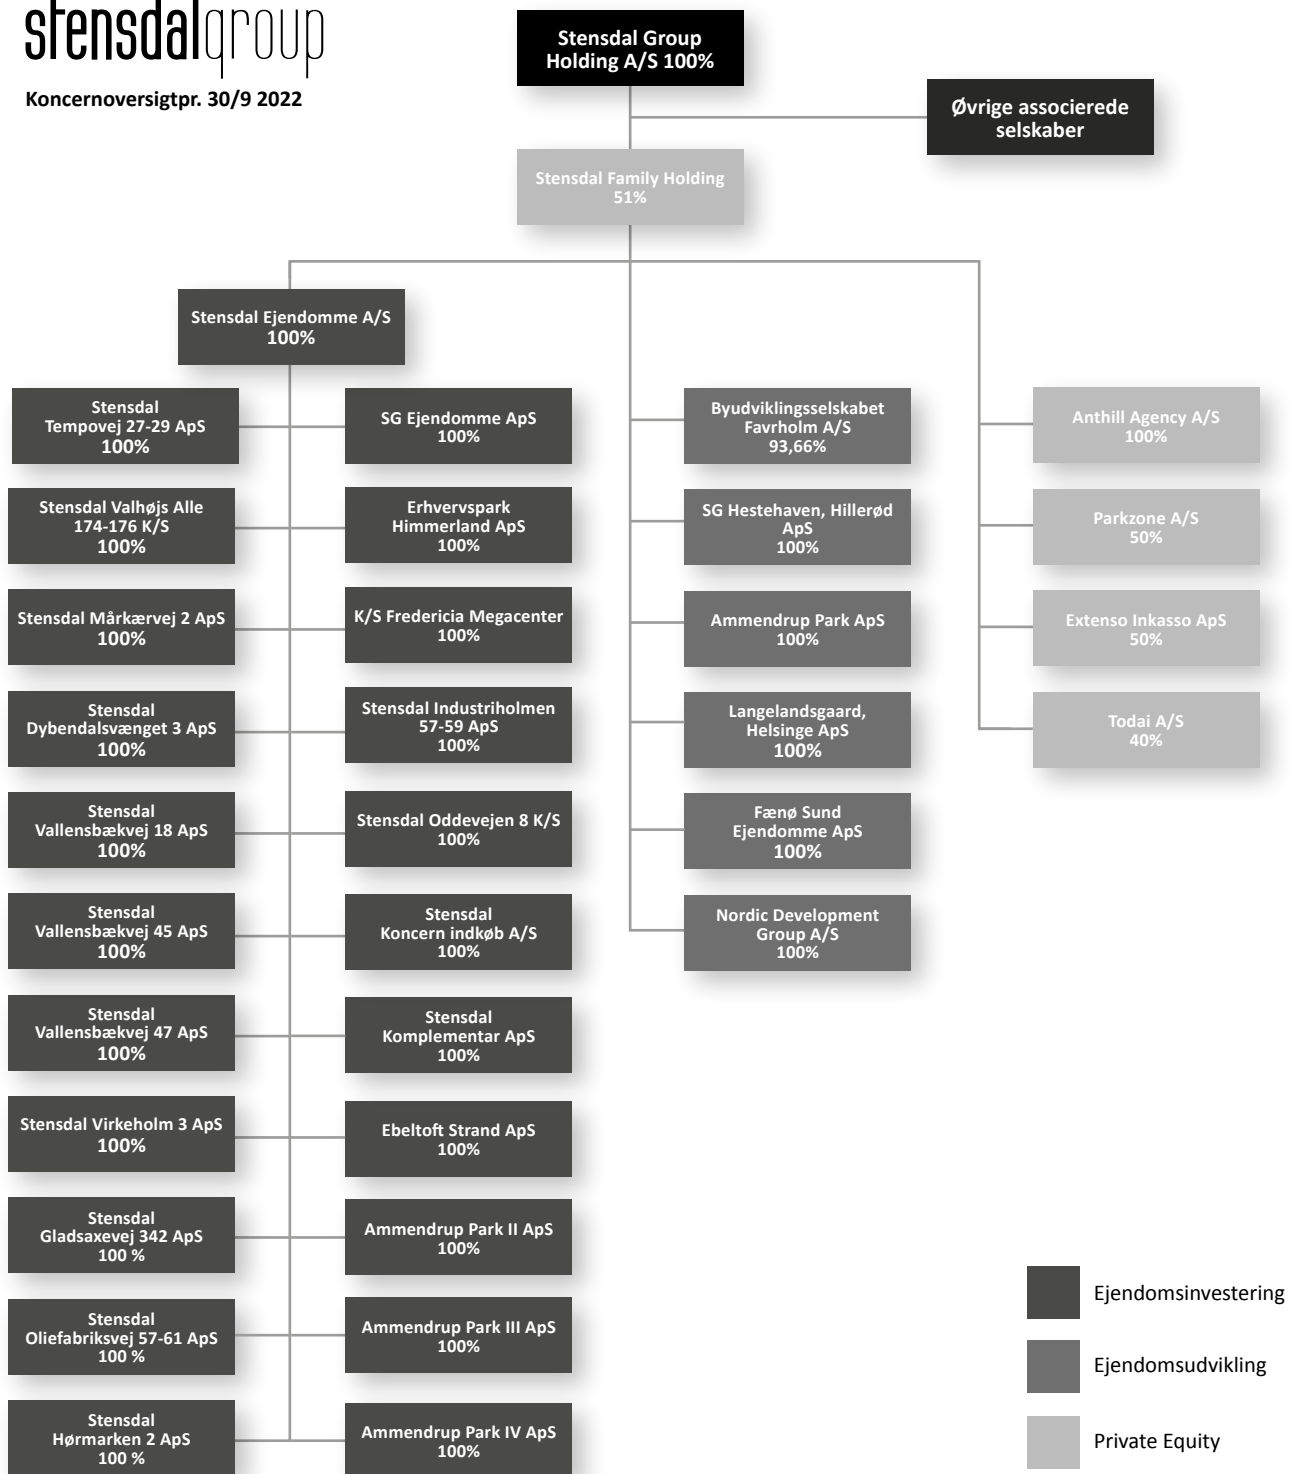 stensdalgroup
Koncernoversigtpr. 30/9 2022
Stensdal Group
Holding A/S 100%
Øvrige associerede
selskaber
Stensdal Family Holding
51%
Stensdal Ejendomme A/S
100%
Stensdal
Tempovej 27-29 ApS
100%
Stensdal Valhøjs Alle
174-176 K/S
100%
Stensdal Mårkærvej 2 ApS
100%
Stensdal
Dybendalsvænget 3 ApS
100%
Stensdal
Vallensbækvej 18 ApS
100%
Stensdal
Vallensbækvej 45 ApS
100%
Stensdal
Vallensbækvej 47 ApS
100%
Stensdal Virkeholm 3 ApS
100%
Stensdal
Gladsaxevej 342 ApS
100 %
Stensdal
Oliefabriksvej 57-61 ApS
100 %
Stensdal
Hørmarken 2 ApS
100 %
SG Ejendomme ApS
100%
Erhvervspark
Himmerland ApS
100%
K/S Fredericia Megacenter
100%
Stensdal Industriholmen
57-59 ApS
100%
Stensdal Oddevejen 8 K/S
100%
Stensdal
Koncern indkøb A/S
100%
Stensdal
Komplementar ApS
100%
Ebeltoft Strand ApS
100%
Ammendrup Park II ApS
100%
Ammendrup Park III ApS
100%
Ammendrup Park IV ApS
100%
Byudviklingsselskabet
Favrholm A/S
93,66%
SG Hestehaven, Hillerød
ApS
100%
Ammendrup Park ApS
100%
Langelandsgaard,
Helsinge ApS
100%
Fænø Sund
Ejendomme ApS
100%
Nordic Development
Group A/S
100%
Anthill Agency A/S
100%
Parkzone A/S
50%
Extenso Inkasso ApS
50%
Todai A/S
40%
Ejendomsinvestering
Ejendomsudvikling
Private Equity